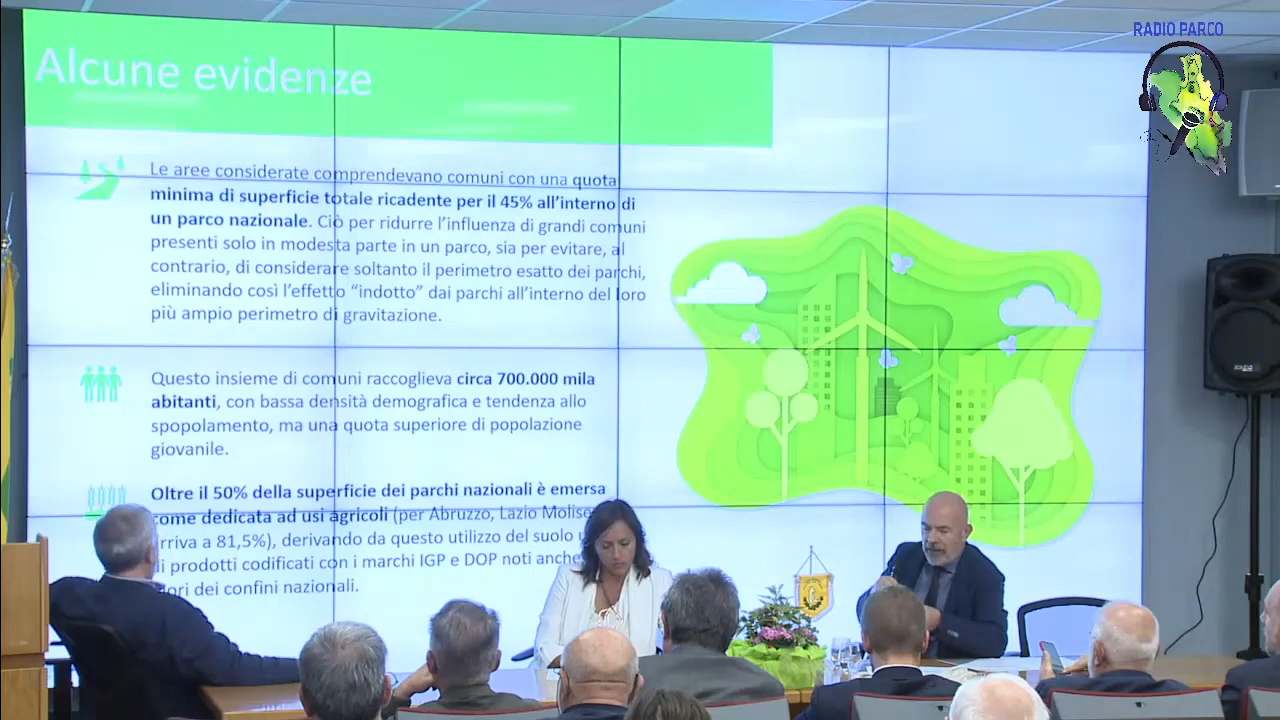 RADIO PARCO
Alcune evidenze
Le aree considerate comprendevano comuni con una quota
minima di superficie totale ricadente per il 45% all'interno di
un parco nazionale. Ciò per ridurre l'influenza di grandi comuni
presenti solo in modesta parte in un parco, sia per evitare, al
contrario, di considerare soltanto il perimetro esatto dei parchi,
eliminando così l'effetto "indotto" dai parchi all'interno del loro
più ampio perimetro di gravitazione.
Questo insieme di comuni raccoglieva circa 700.000 mila
abitanti, con bassa densità demografica e tendenza allo
spopolamento, ma una quota superiore di popolazione
giovanile.
Oltre il 50% della superficie dei parchi nazionali è emersa
come dedicata ad usi agricoli (per Abruzzo, Lazio Molise
rriva a 81,5%), derivando da questo utilizzo del suolo
di prodotti codificati con i marchi IGP e DOP noti anche
ori dei confini nazionali.